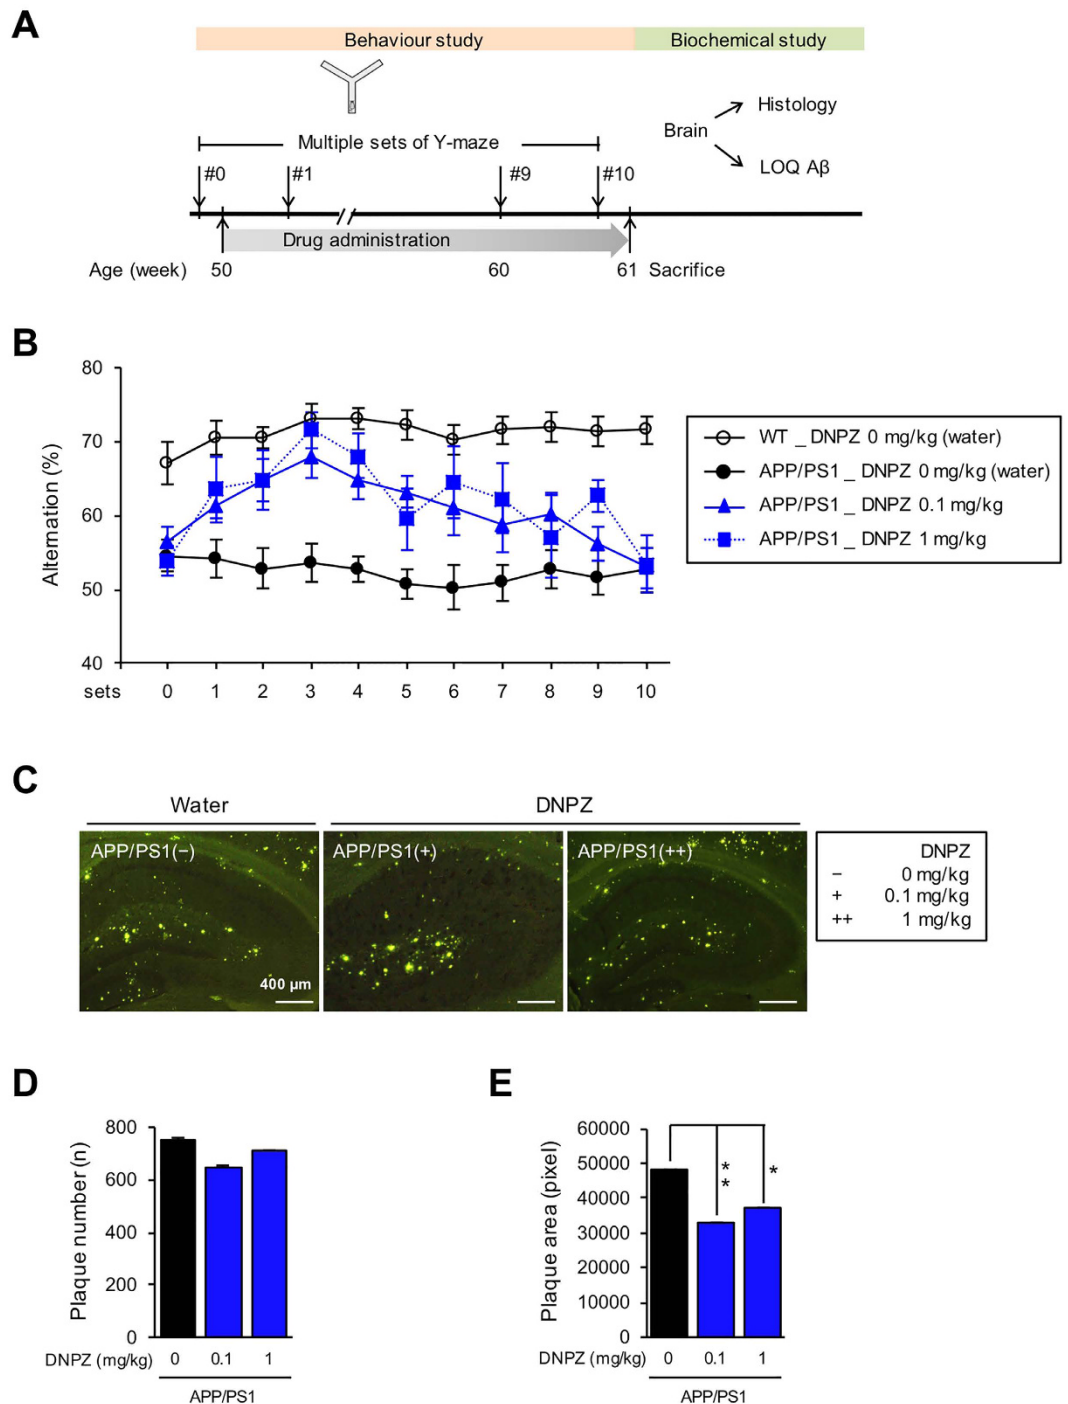 A
Behaviour study
Biochemical study
Histology
Brain
LOQ Aβ
Multiple sets of Y-maze
#0 #1 #9 #10
Drug administration
Age (week) 50 60 61 Sacrifice
B
80
70
60
50
40
Alternation (%)
sets 0 1 2 3 4 5 6 7 8 9 10
WT _ DNPZ 0 mg/kg (water)
APP/PS1 _ DNPZ 0 mg/kg (water)
APP/PS1 _ DNPZ 0.1 mg/kg
APP/PS1 _ DNPZ 1 mg/kg
C
Water DNPZ
APP/PS1(−) APP/PS1(+) APP/PS1(++)
400 µm
DNPZ
− 0 mg/kg
+ 0.1 mg/kg
++ 1 mg/kg
D
800
600
400
200
0
Plaque number (n)
DNPZ (mg/kg) 0 0.1 1
APP/PS1
E
60000
50000
40000
30000
20000
10000
0
Plaque area (pixel)
*
*
*
DNPZ (mg/kg) 0 0.1 1
APP/PS1